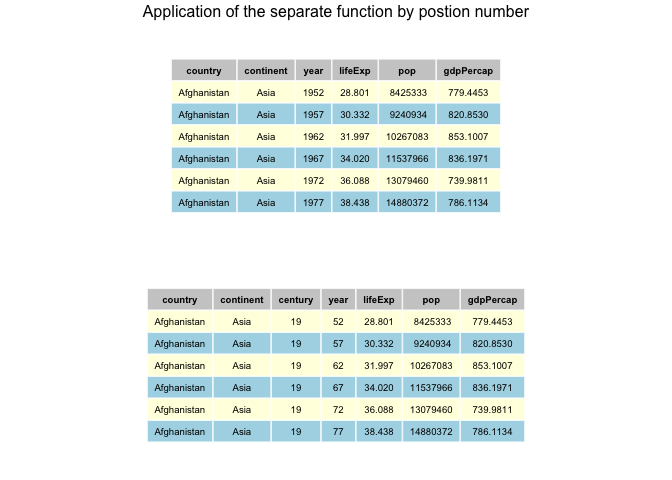 Application of the separate function by postion number
country continent year lifeExp pop gdpPercap
Afghanistan Asia 1952 28.801 8425333 779.4453
Afghanistan Asia 1957 30.332 9240934 820.8530
Afghanistan Asia 1962 31.997 10267083 853.1007
Afghanistan Asia 1967 34.020 11537966 836.1971
Afghanistan Asia 1972 36.088 13079460 739.9811
Afghanistan Asia 1977 38.438 14880372 786.1134
country continent century year lifeExp pop gdpPercap
Afghanistan Asia 19 52 28.801 8425333 779.4453
Afghanistan Asia 19 57 30.332 9240934 820.8530
Afghanistan Asia 19 62 31.997 10267083 853.1007
Afghanistan Asia 19 67 34.020 11537966 836.1971
Afghanistan Asia 19 72 36.088 13079460 739.9811
Afghanistan Asia 19 77 38.438 14880372 786.1134